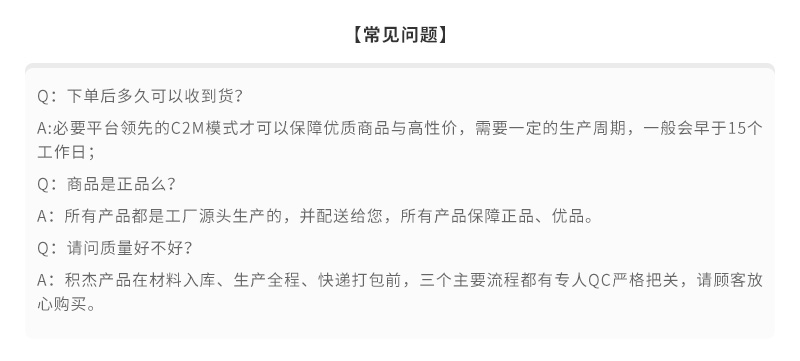 【常见问题】
Q：下单后多久可以收到货？
A:必要平台领先的C2M模式才可以保障优质商品与高性价，需要一定的生产周期，一般会早于15个
工作日；
Q：商品是正品么？
A：所有产品都是工厂源头生产的，并配送给您，所有产品保障正品、优品。
Q：请问质量好不好？
A：积杰产品在材料入库、生产全程、快递打包前，三个主要流程都有专人QC严格把关，请顾客放
心购买。